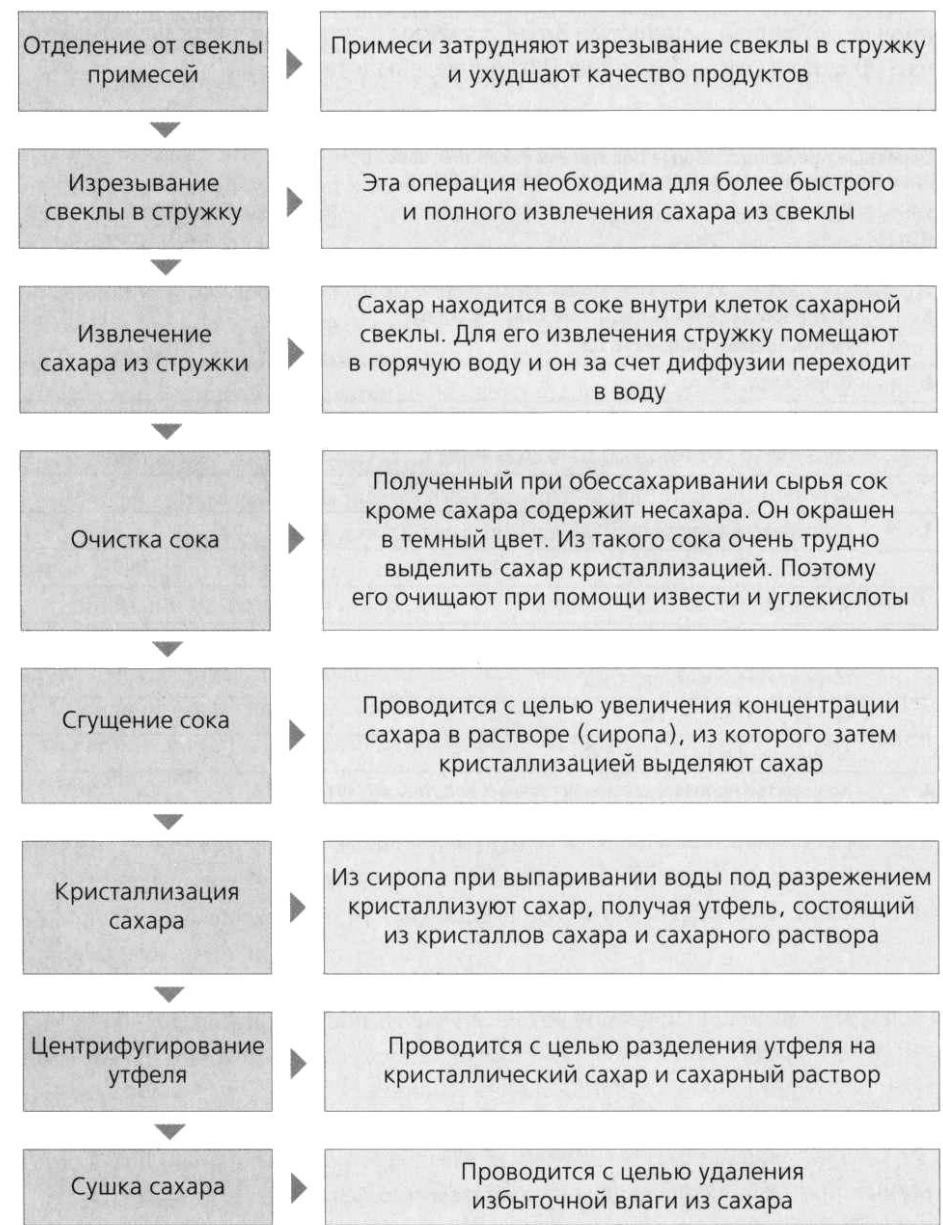 Отделение от свеклы
примесей
Примеси затрудняют изрезывание свеклы в стружку
и ухудшают качество продуктов
Изрезывание
свеклы в стружку
Эта операция необходима для более быстрого
и полного извлечения сахара из свеклы
Извлечение
сахара из стружки
Сахар находится в соке внутри клеток сахарной
свеклы. Для его извлечения стружку помещают
в горячую воду и он за счет диффузии переходит
в воду
Очистка сока
Полученный при обессахаривании сырья сок
кроме сахара содержит несахара. Он окрашен
в темный цвет. Из такого сока очень трудно
выделить сахар кристаллизацией. Поэтому
его очищают при помощи извести и углекислоты
Сгущение сока
Проводится с целью увеличения концентрации
сахара в растворе (сиропа), из которого затем
кристаллизацией выделяют сахар
Кристаллизация
сахара
Из сиропа при выпаривании воды под разрежением
кристаллизуют сахар, получая утфель, состоящий
из кристаллов сахара и сахарного раствора
Центрифугирование
утфеля
Проводится с целью разделения утфеля на
кристаллический сахар и сахарный раствор
Сушка сахара
Проводится с целью удаления
избыточной влаги из сахара